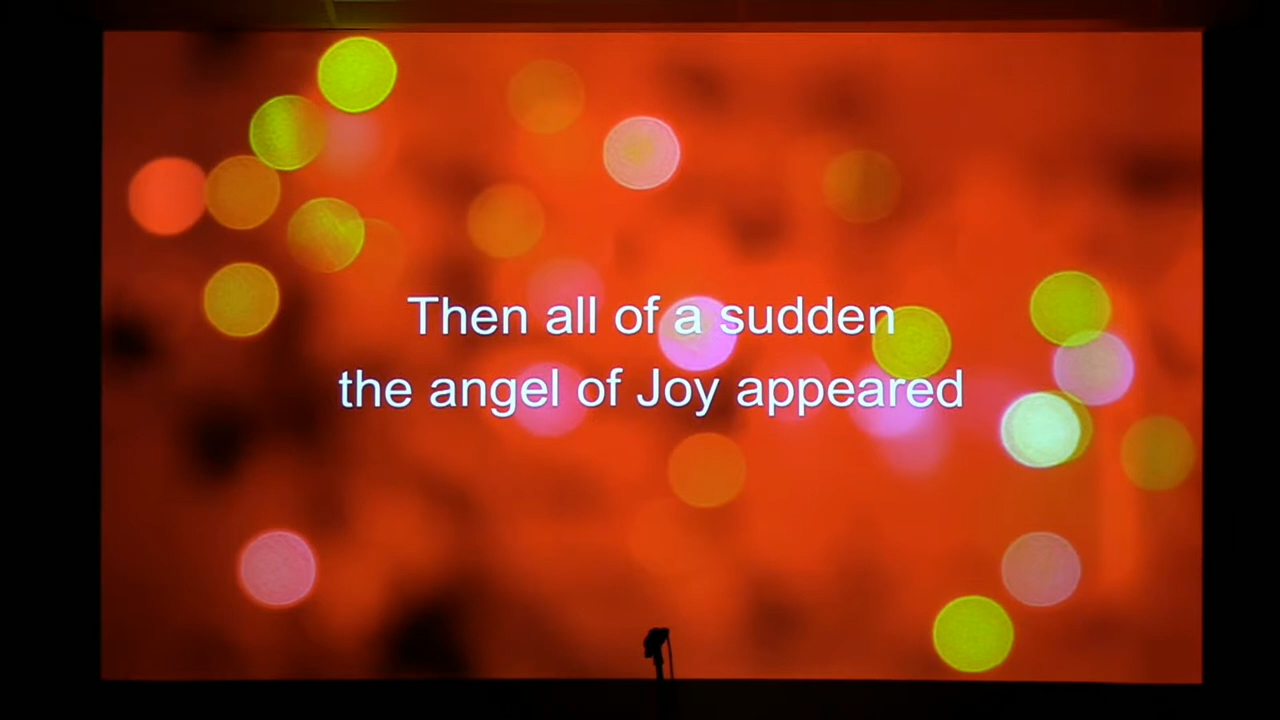 Then all of a sudden
the angel of Joy appeared